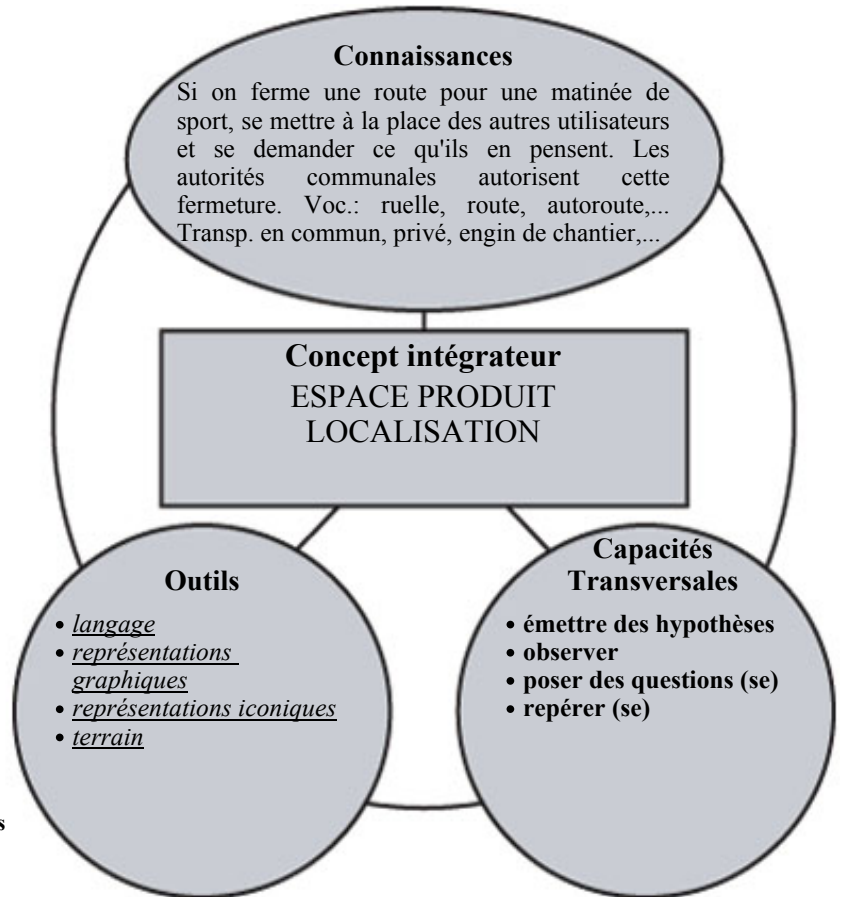 Connaissances
Si on ferme une route pour une matinée de
sport, se mettre à la place des autres utilisateurs
et se demander ce qu'ils en pensent. Les
autorités communales autorisent cette
fermeture. Voc.: ruelle, route, autoroute,...
Transp. en commun, privé, engin de chantier,...
Concept intégrateur
ESPACE PRODUIT
LOCALISATION
Outils
• langage
• représentations
graphiques
• représentations iconiques
• terrain
Capacités
Transversales
• émettre des hypothèses
• observer
• poser des questions (se)
• repérer (se)
s